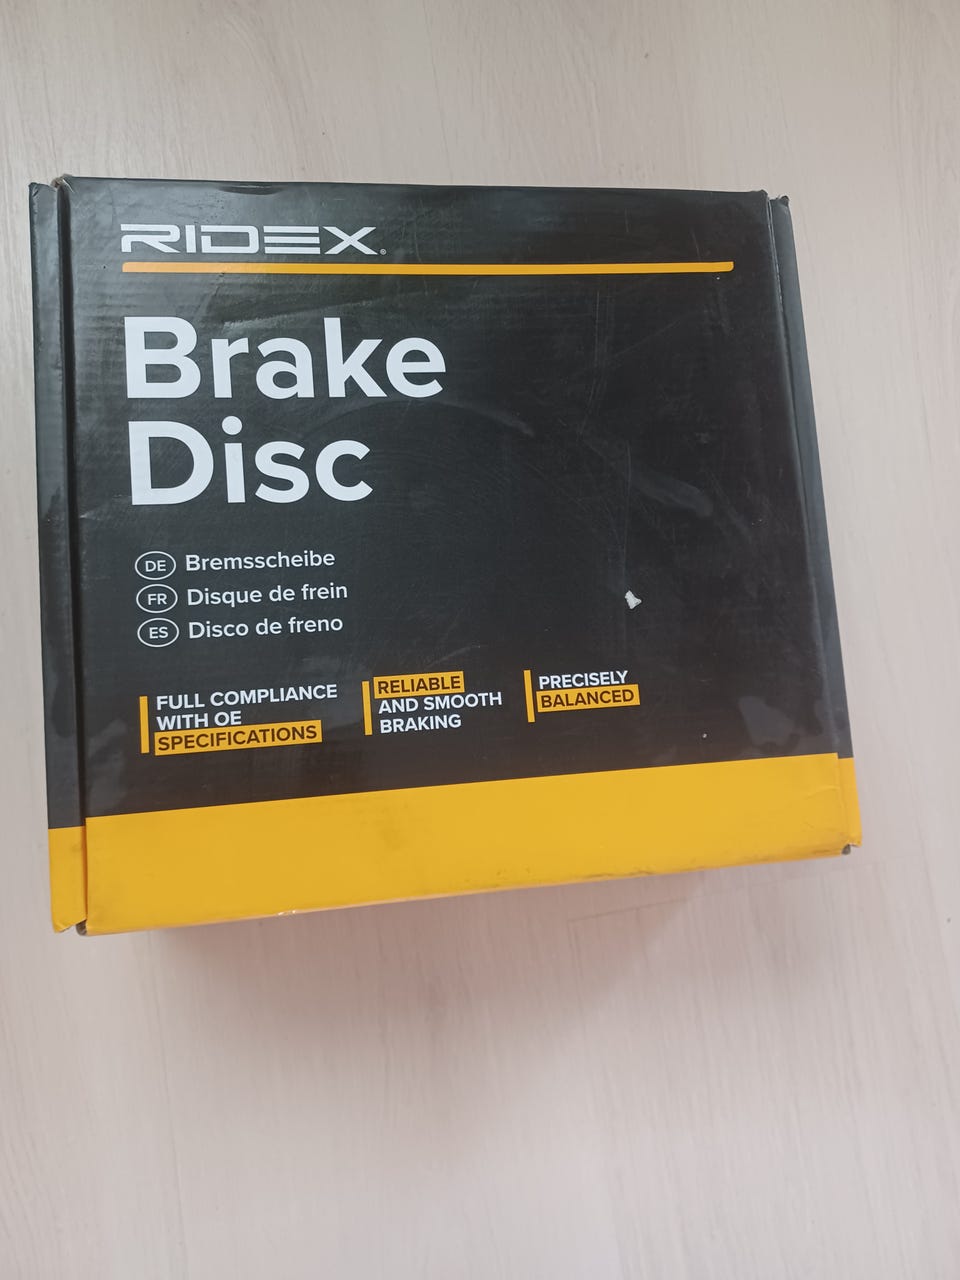 RIDEX®
Brake
Disc
DE Bremsscheibe
FR Disque de frein
ES Disco de freno
FULL COMPLIANCE
WITH OE
SPECIFICATIONS
RELIABLE
AND SMOOTH
BRAKING
PRECISELY
BALANCED